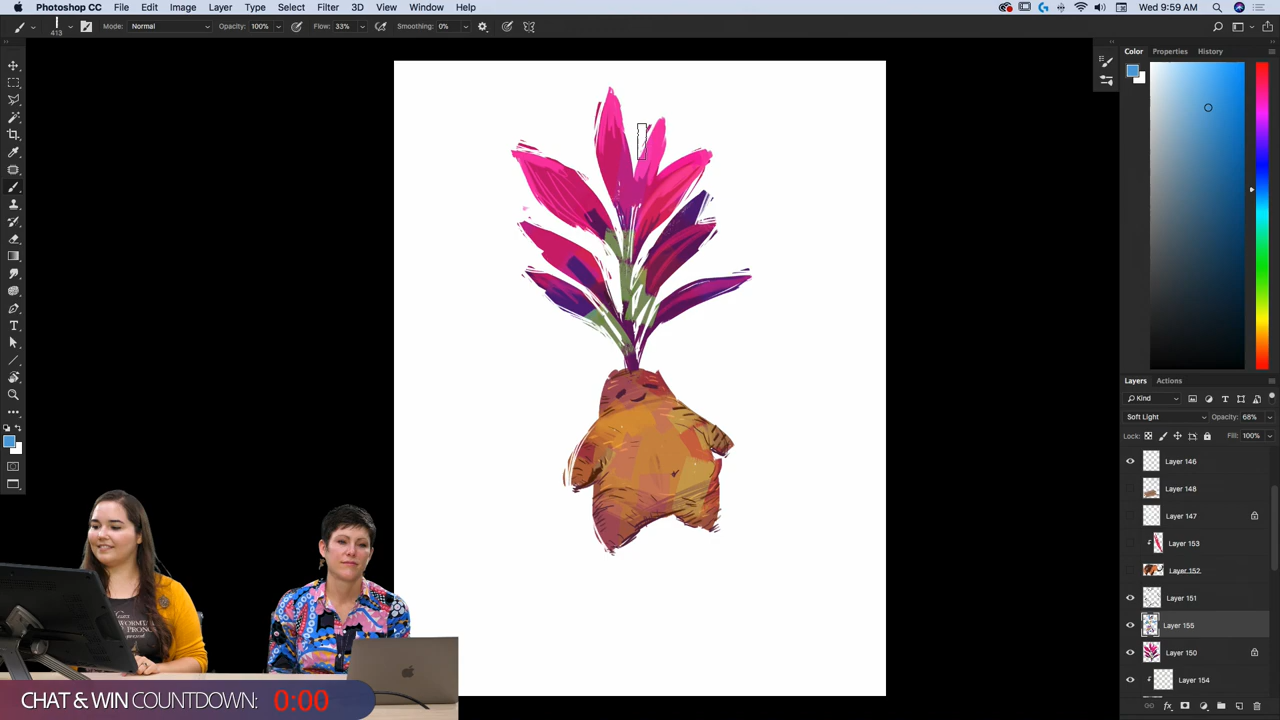 Photoshop CC File Edit Image Layer Type Select Filter 3D View Window Help Wed 9:59 AM
413 Mode: Normal Opacity: 100% Flow: 33% Smoothing: 0%
Color Properties History
Layers Actions
Kind
Soft Light Opacity: 68%
Lock: Fill: 100%
Layer 146
Layer 148
Layer 147
Layer 153
Layer 152
Layer 151
Layer 155
Layer 150
Layer 154
CHAT & WIN COUNTDOWN: 0:00